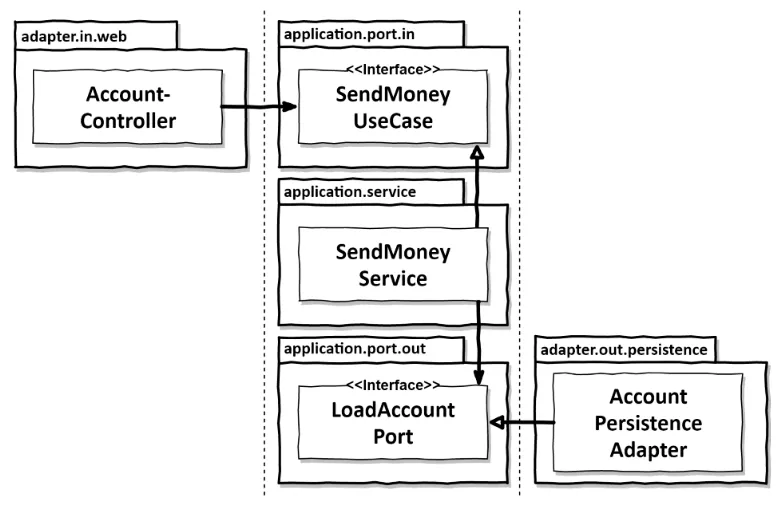 adapter.in.web
Account-
Controller
application.port.in
<<Interface>>
SendMoney
UseCase
application.service
SendMoney
Service
application.port.out
<<Interface>>
LoadAccount
Port
adapter.out.persistence
Account
Persistence
Adapter